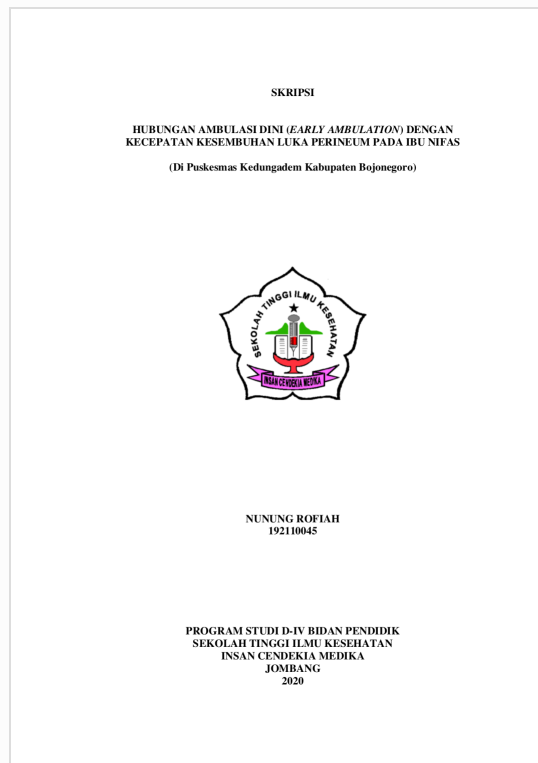 SKRIPSI
HUBUNGAN AMBULASI DINI (EARLY AMBULATION) DENGAN
KECEPATAN KESEMBUHAN LUKA PERINEUM PADA IBU NIFAS
(Di Puskesmas Kedungadem Kabupaten Bojonegoro)
SEKOLAH TINGGI ILMU KESEHATAN
INSAN CENDEKIA MEDIKA
NUNUNG ROFIAH
192110045
PROGRAM STUDI D-IV BIDAN PENDIDIK
SEKOLAH TINGGI ILMU KESEHATAN
INSAN CENDEKIA MEDIKA
JOMBANG
2020